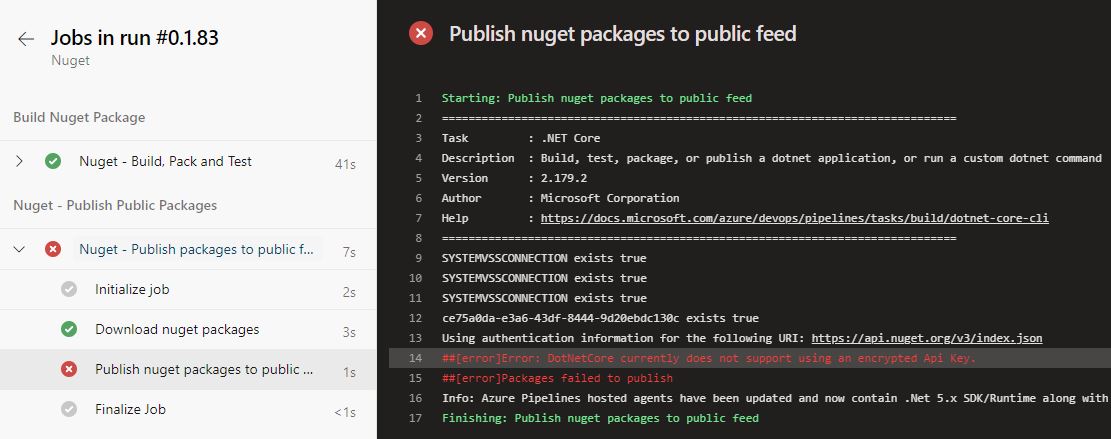 Jobs in run #0.1.83
Nuget
Build Nuget Package
Nuget - Build, Pack and Test 41s
Nuget - Publish Public Packages
Nuget - Publish packages to public f... 7s
Initialize job 2s
Download nuget packages 3s
Publish nuget packages to public ... 1s
Finalize Job <1s
Publish nuget packages to public feed
1 Starting: Publish nuget packages to public feed
2 ==============================================================================
3 Task : .NET Core
4 Description : Build, test, package, or publish a dotnet application, or run a custom dotnet command
5 Version : 2.179.2
6 Author : Microsoft Corporation
7 Help : https://docs.microsoft.com/azure/devops/pipelines/tasks/build/dotnet-core-cli
8 ==============================================================================
9 SYSTEMVSSCONNECTION exists true
10 SYSTEMVSSCONNECTION exists true
11 SYSTEMVSSCONNECTION exists true
12 ce75a0da-e3a6-43df-8444-9d20ebdc130c exists true
13 Using authentication information for the following URI: https://api.nuget.org/v3/index.json
14 ##[error]Error: DotNetCore currently does not support using an encrypted Api Key.
15 ##[error]Packages failed to publish
16 Info: Azure Pipelines hosted agents have been updated and now contain .Net 5.x SDK/Runtime along with
17 Finishing: Publish nuget packages to public feed